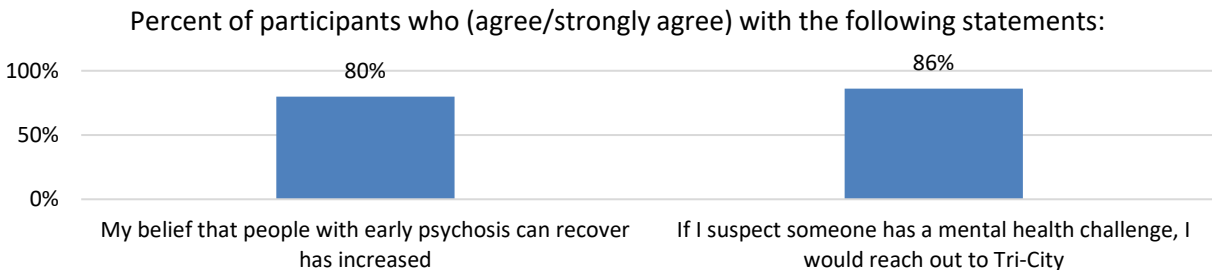 Percent of participants who (agree/strongly agree) with the following statements:
100%
80%
86%
50%
0%
My belief that people with early psychosis can recover
has increased
If I suspect someone has a mental health challenge, I
would reach out to Tri-City